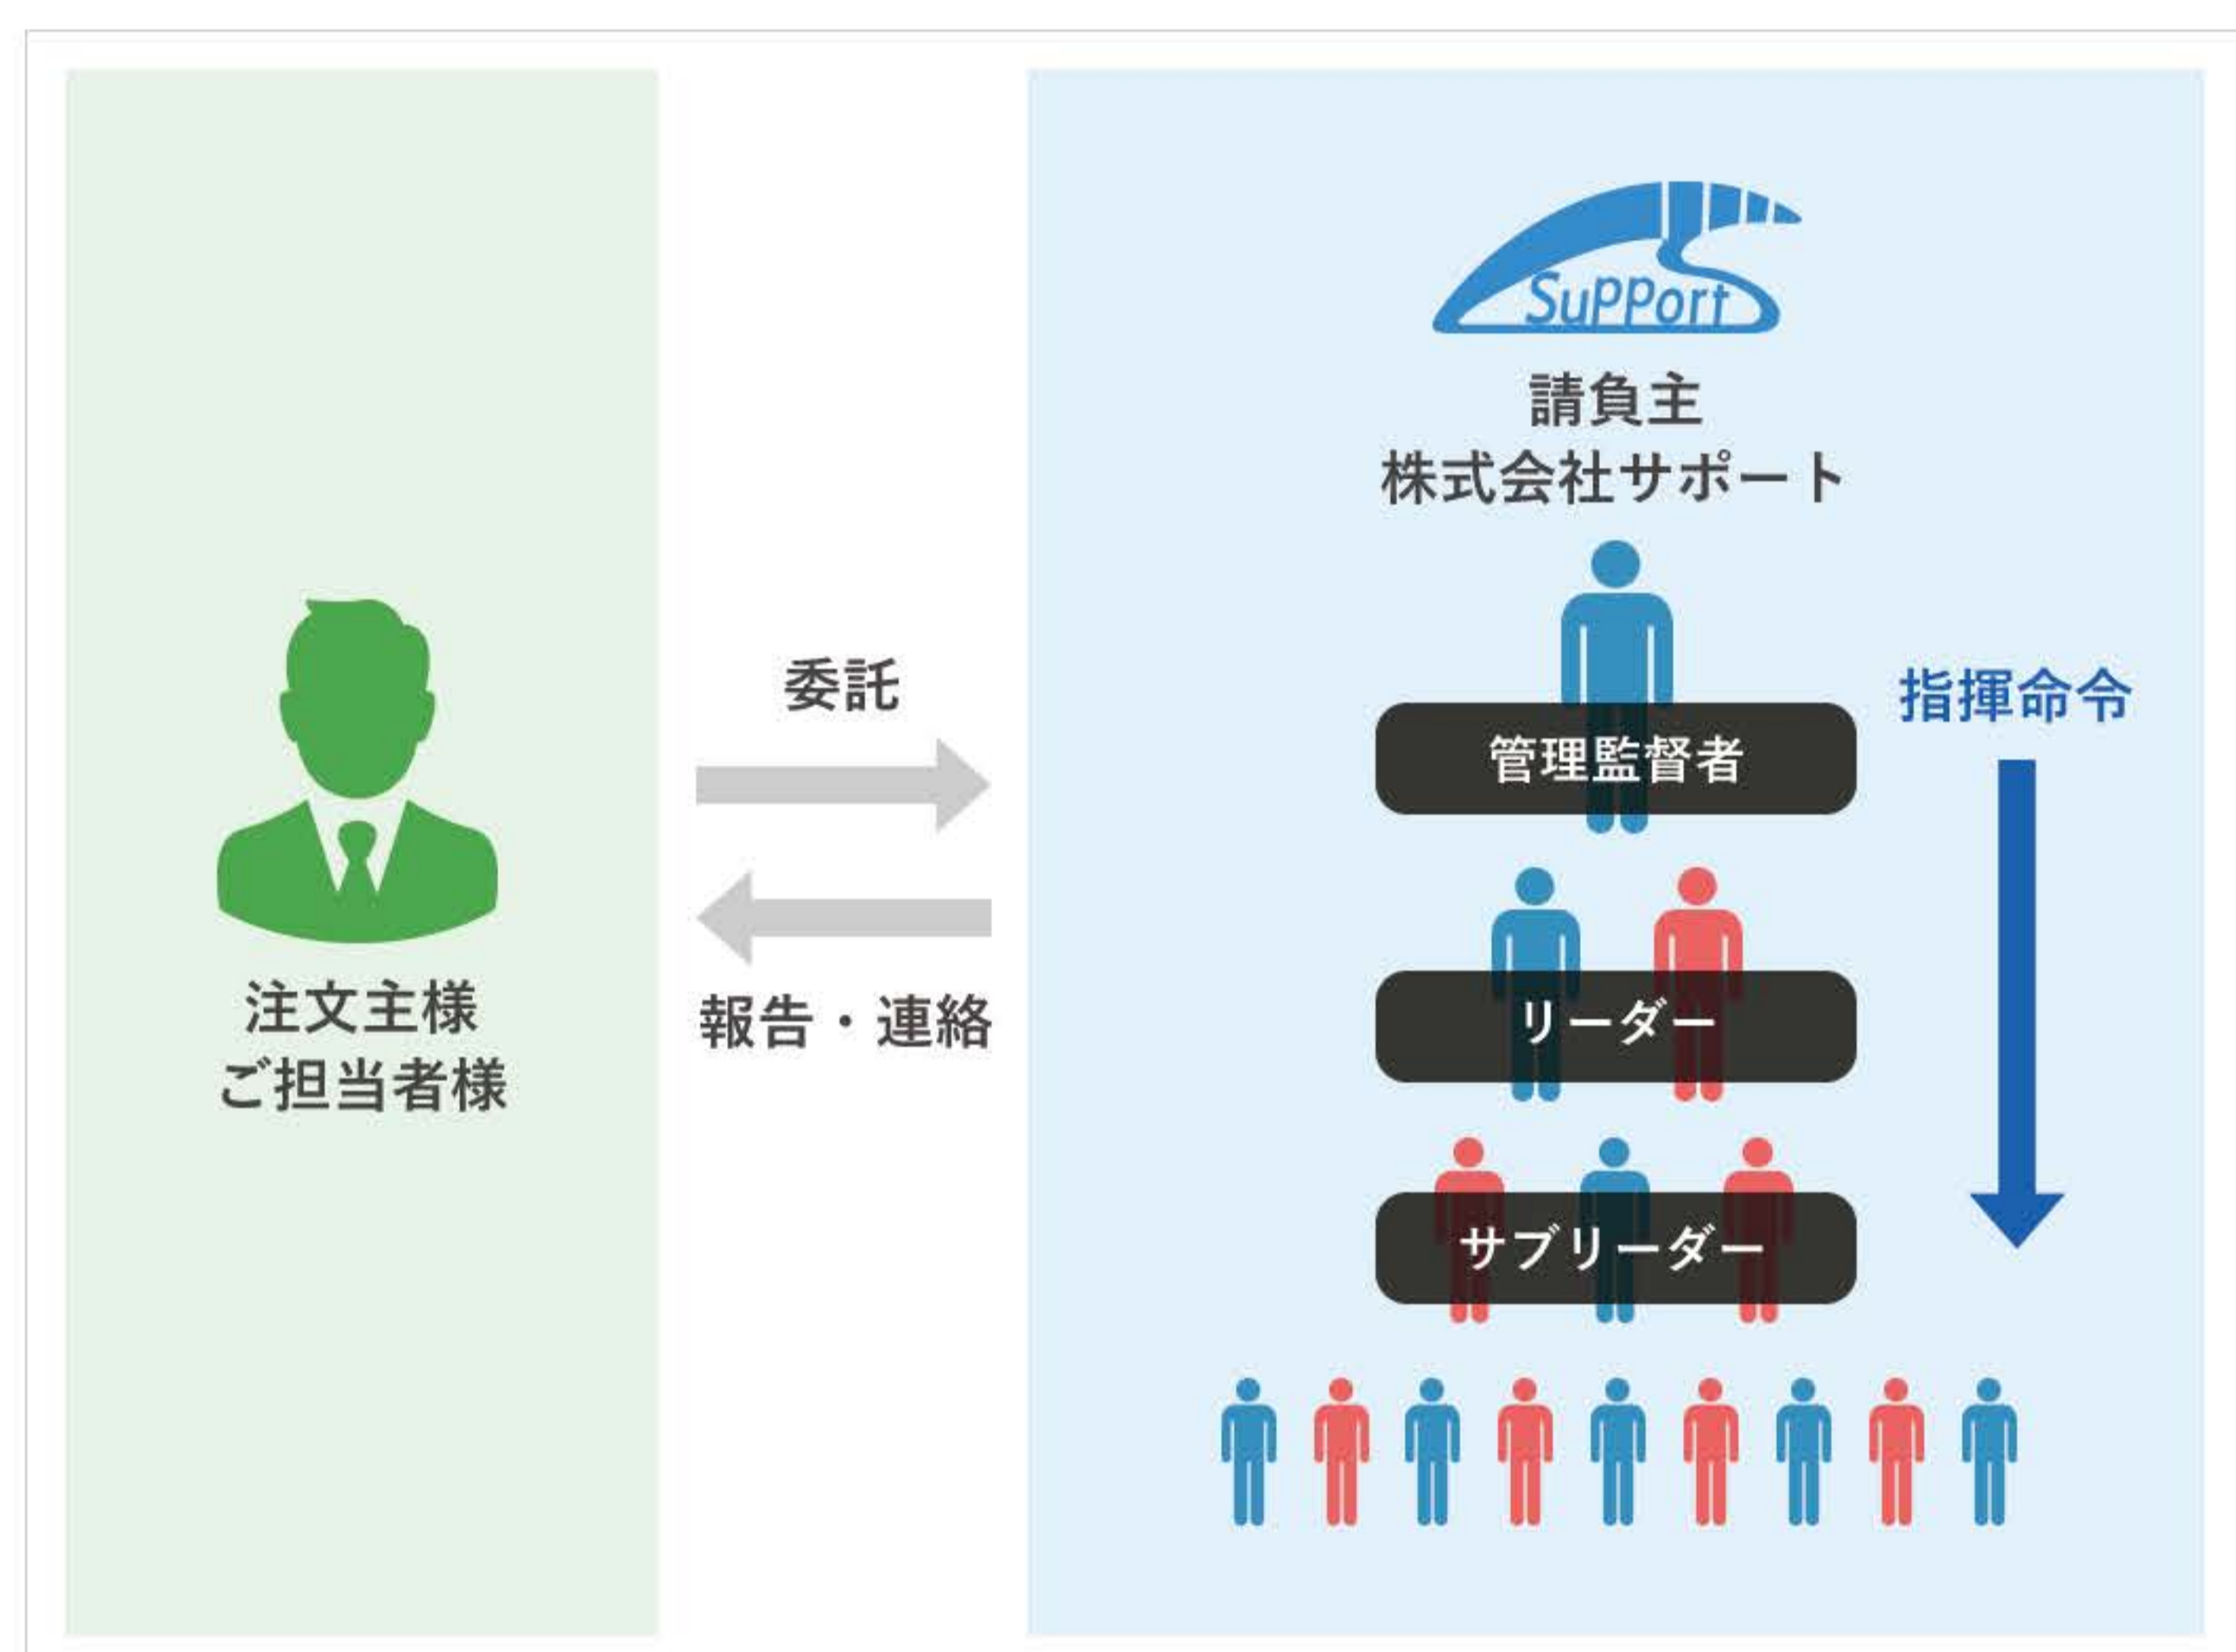 注文主様
ご担当者様
委託
報告・連絡
Support
請負主
株式会社サポート
管理監督者
指揮命令
リーダー
サブリーダー